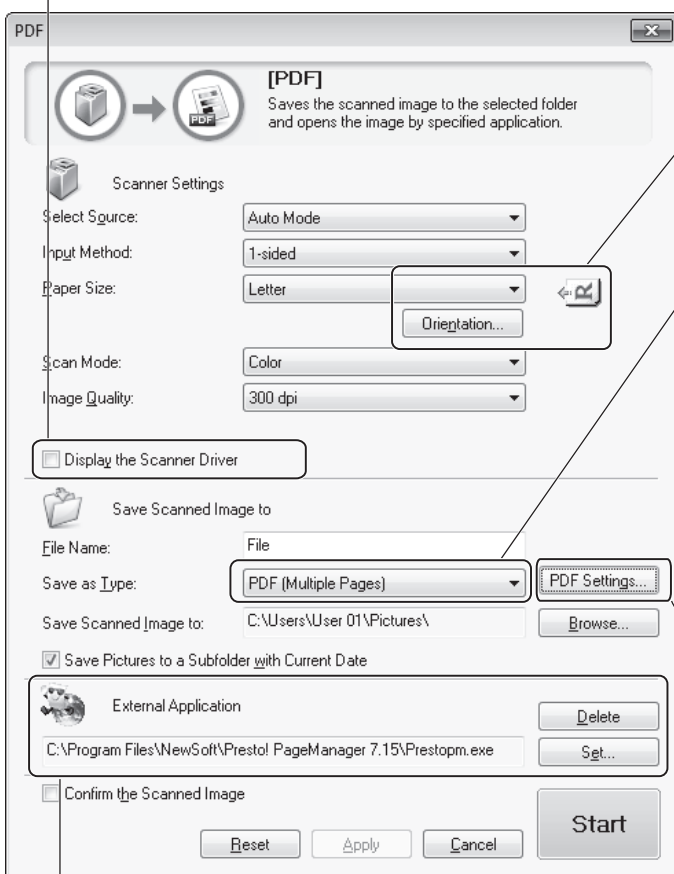 PDF
[PDF]
Saves the scanned image to the selected folder
and opens the image by specified application.
PDF
Scanner Settings
Select Source: Auto Mode
Input Method: 1-sided
Paper Size: Letter
R
Orientation...
Scan Mode: Color
Image Quality: 300 dpi
Display the Scanner Driver
Save Scanned Image to
File Name: File
Save as Type: PDF (Multiple Pages) PDF Settings...
Save Scanned Image to: C:\Users\User 01\Pictures\ Browse...
Save Pictures to a Subfolder with Current Date
External Application
Delete
C:\Program Files\NewSoft\Presto! PageManager 7.15\Prestopm.exe Set...
Confirm the Scanned Image
Start
Reset Apply Cancel